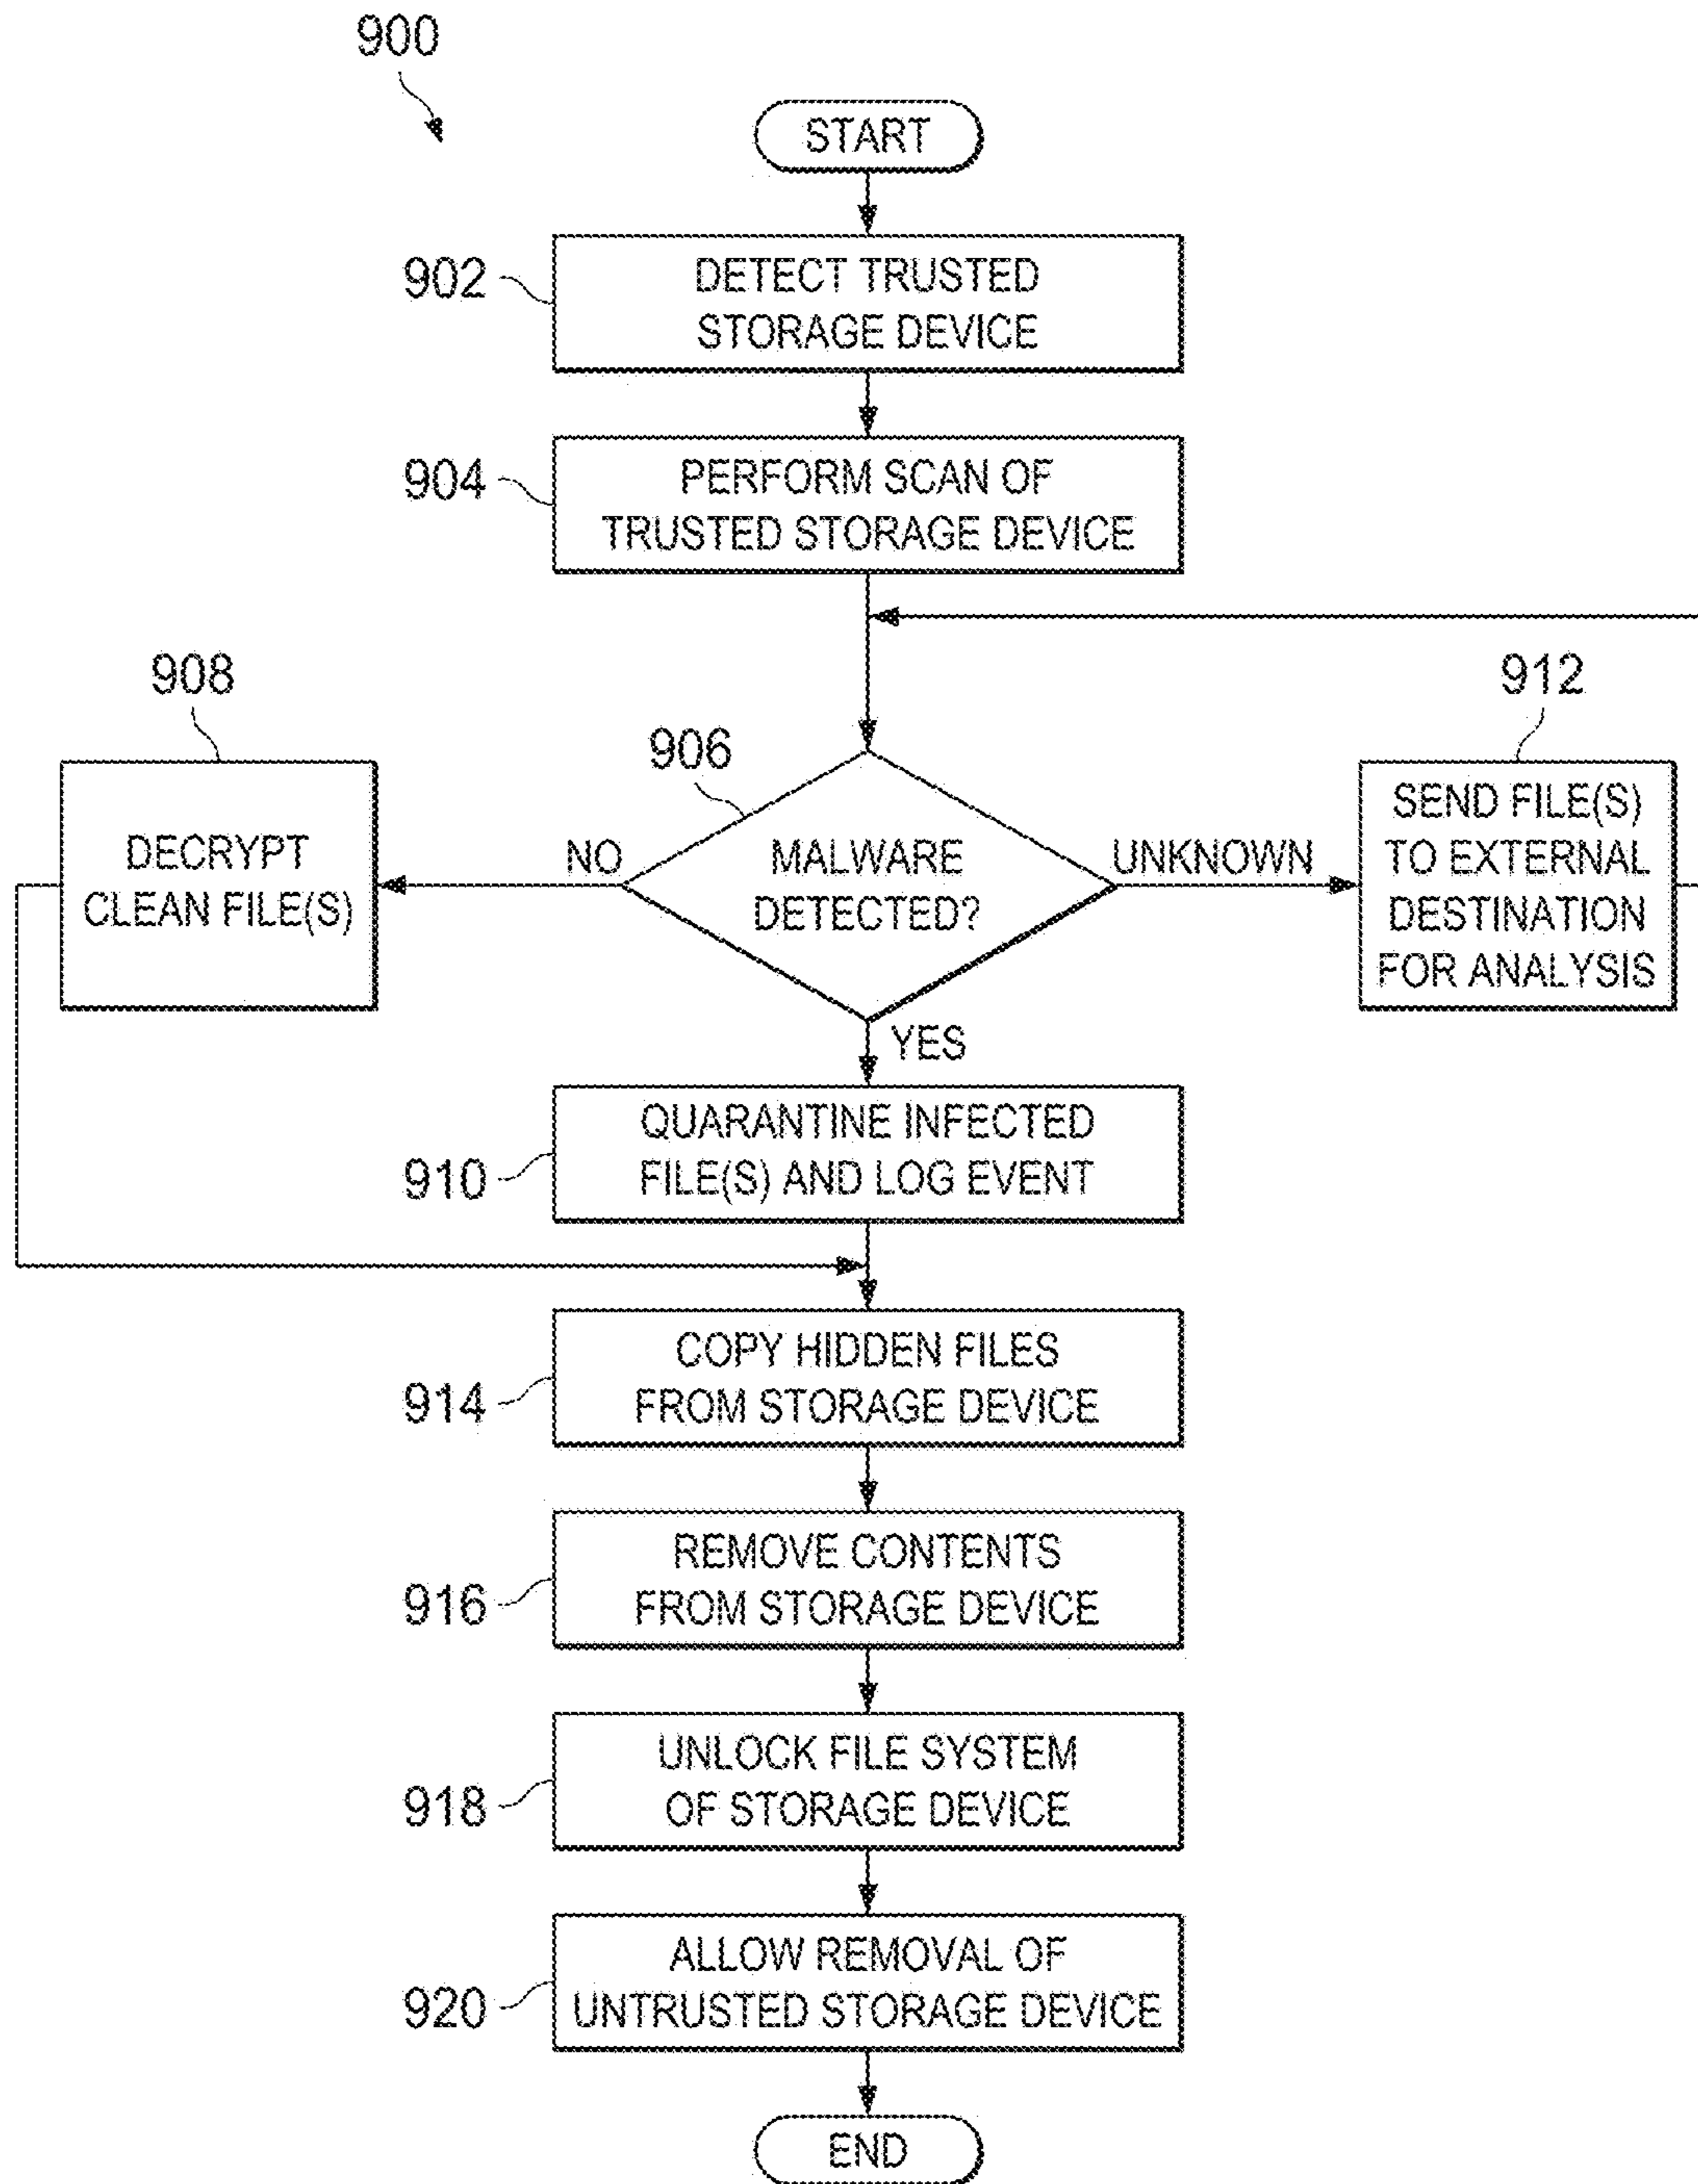 900
START
902
DETECT TRUSTED
STORAGE DEVICE
904
PERFORM SCAN OF
TRUSTED STORAGE DEVICE
908
DECRYPT
CLEAN FILE(S)
NO
906
MALWARE
DETECTED?
UNKNOWN
912
SEND FILE(S)
TO EXTERNAL
DESTINATION
FOR ANALYSIS
YES
910
QUARANTINE INFECTED
FILE(S) AND LOG EVENT
914
COPY HIDDEN FILES
FROM STORAGE DEVICE
916
REMOVE CONTENTS
FROM STORAGE DEVICE
918
UNLOCK FILE SYSTEM
OF STORAGE DEVICE
920
ALLOW REMOVAL OF
UNTRUSTED STORAGE DEVICE
END